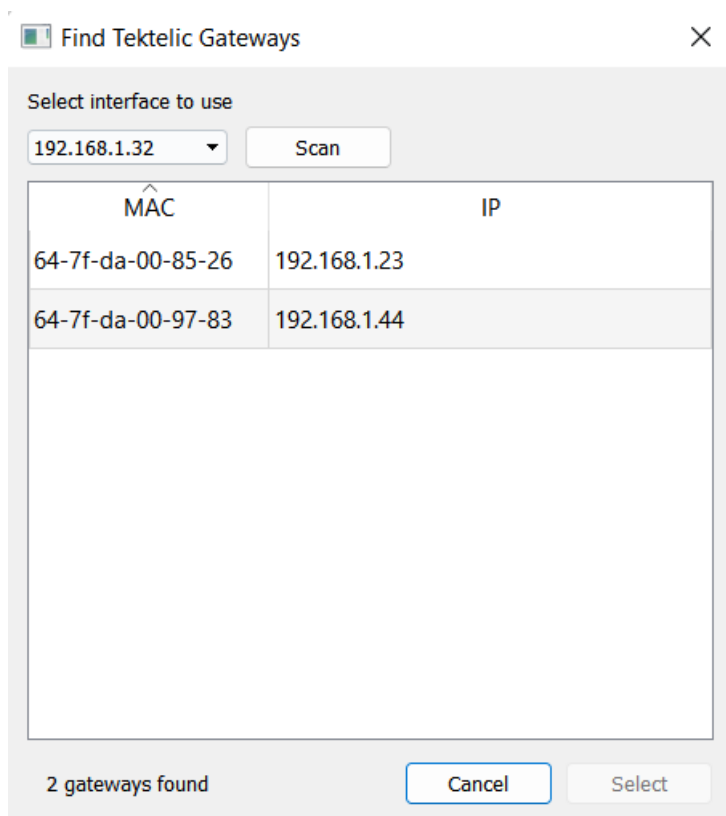 Find Tektelic Gateways
Select interface to use
192.168.1.32 Scan
MAC IP
64-7f-da-00-85-26 192.168.1.23
64-7f-da-00-97-83 192.168.1.44
2 gateways found Cancel Select